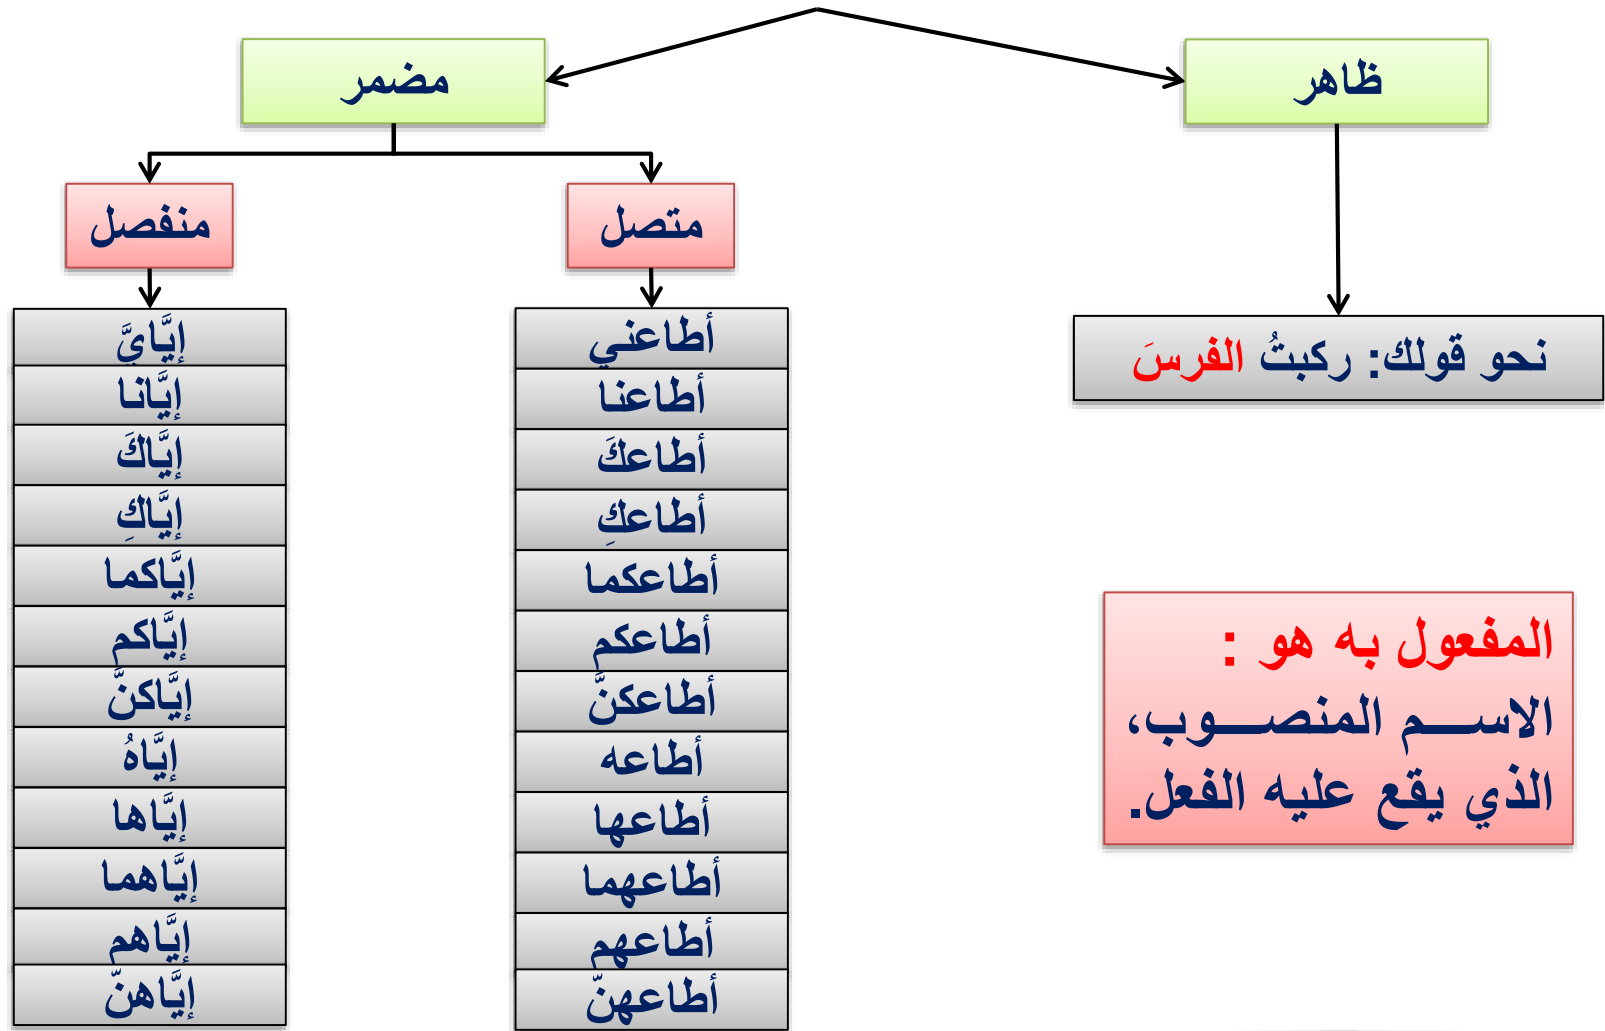 ظاهر
مضمر
متصل
منفصل
نحو قولك: ركبتُ الفرسَ
أطاعني
أطاعنا
أطاعكَ
أطاعكِ
أطاعكما
أطاعكم
أطاعكنَّ
أطاعه
أطاعها
أطاعهما
أطاعهم
أطاعهنّ
إيَّايَّ
إيَّانا
إيَّاكَ
إيَّاكِ
إيَّاكما
إيَّاكم
إيَّاكنَّ
إيَّاهُ
إيَّاها
إيَّاهما
إيَّاهم
إيَّاهنّ
المفعول به هو :
الاســـم المنصـــوب،
الذي يقع عليه الفعل.